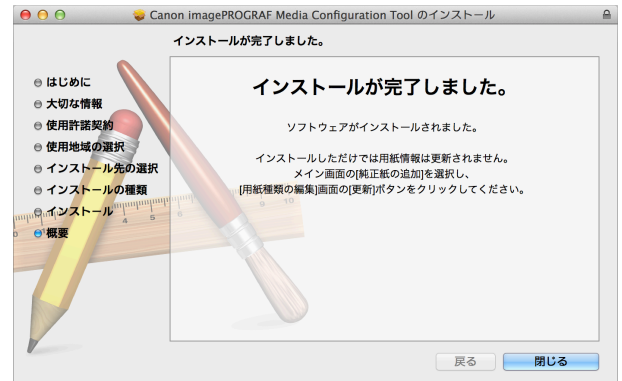 Canon imagePROGRAF Media Configuration Tool のインストール
インストールが完了しました。
はじめに
大切な情報
使用許諾契約
使用地域の選択
インストール先の選択
インストールの種類
インストール
概要
インストールが完了しました。
ソフトウェアがインストールされました。
インストールしただけでは用紙情報は更新されません。
メイン画面の[純正紙の追加]を選択し、
[用紙種類の編集]画面の[更新]ボタンをクリックしてください。
4 5 6 9 10
戻る
閉じる